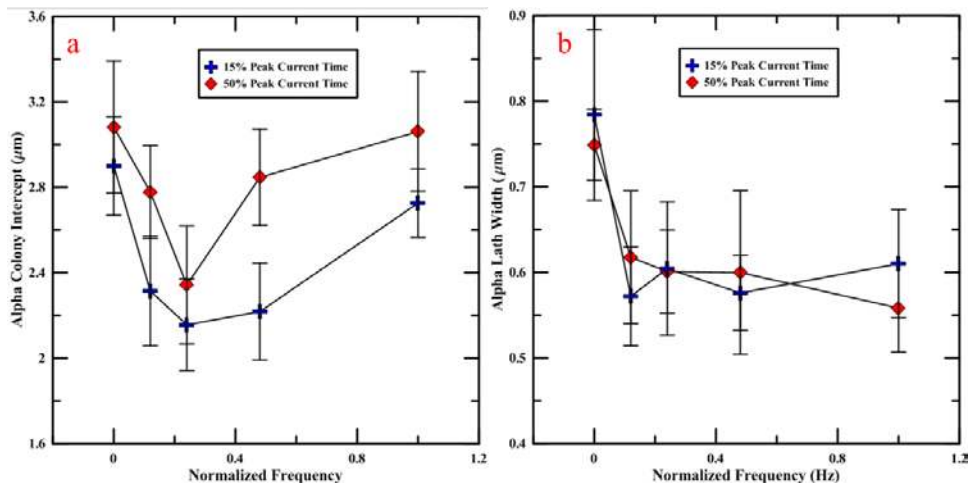 a
15% Peak Current Time
50% Peak Current Time
Alpha Colony Intercept (μm)
3.6
3.2
2.8
2.4
2
1.6
0
0.4
0.8
1.2
Normalized Frequency
b
15% Peak Current Time
50% Peak Current Time
Alpha Lath Width ( μm)
0.9
0.8
0.7
0.6
0.5
0.4
0
0.4
0.8
1.2
Normalized Frequency (Hz)